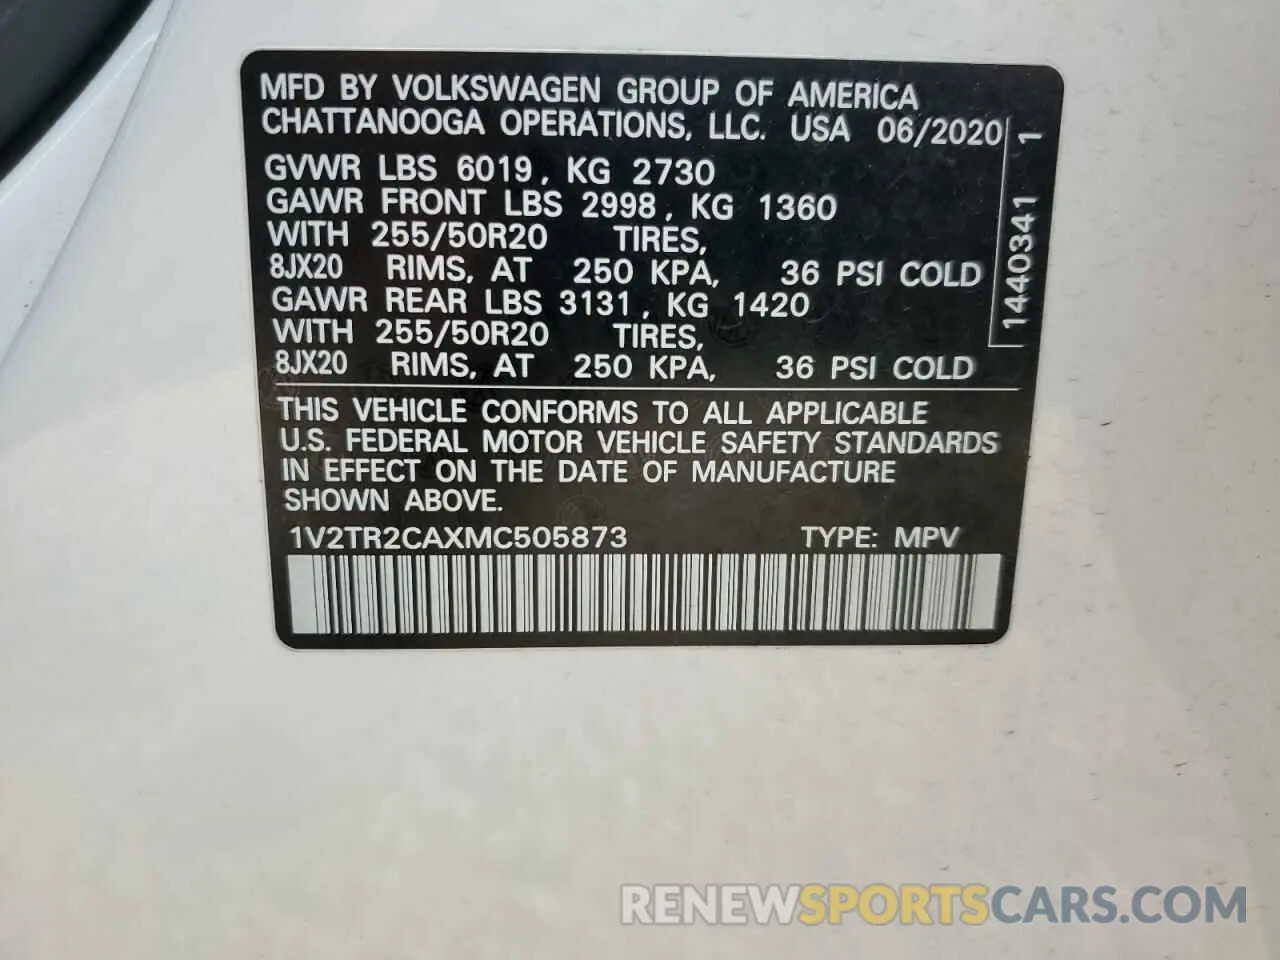 MFD BY VOLKSWAGEN GROUP OF AMERICA
CHATTANOOGA OPERATIONS, LLC. USA 06/2020
GVWR LBS 6019, KG 2730
GAWR FRONT LBS 2998, KG 1360
WITH 255/50R20 TIRES,
8JX20 RIMS, AT 250 KPA, 36 PSI COLD
GAWR REAR LBS 3131, KG 1420
WITH 255/50R20 TIRES,
8JX20 RIMS, AT 250 KPA, 36 PSI COLD
1440341 1
THIS VEHICLE CONFORMS TO ALL APPLICABLE
U.S. FEDERAL MOTOR VEHICLE SAFETY STANDARDS
IN EFFECT ON THE DATE OF MANUFACTURE
SHOWN ABOVE.
1V2TR2CAXMC505873 TYPE: MPV
RENEWSPORTSCARS.COM